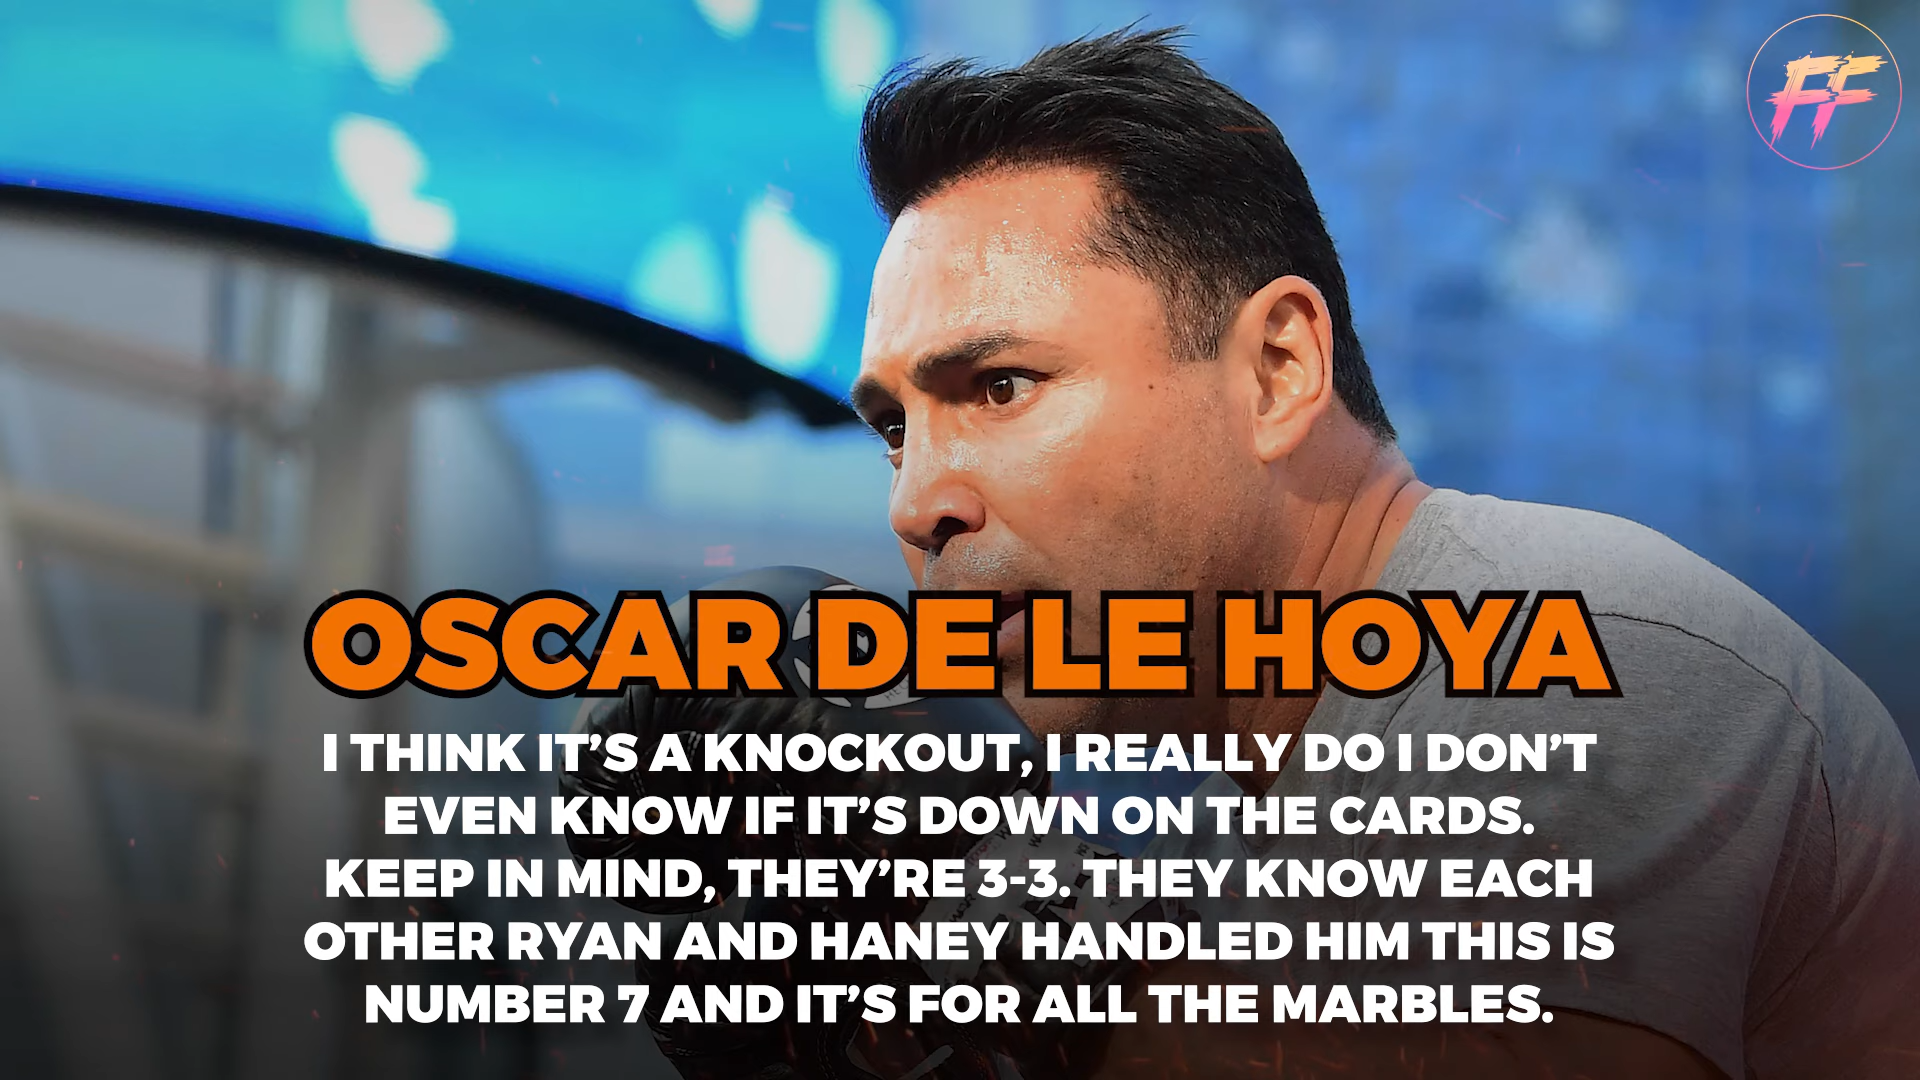 FF
OSCAR DE LE HOYA
I THINK IT’S A KNOCKOUT, I REALLY DO I DON’T
EVEN KNOW IF IT’S DOWN ON THE CARDS.
KEEP IN MIND, THEY’RE 3-3. THEY KNOW EACH
OTHER RYAN AND HANEY HANDLED HIM THIS IS
NUMBER 7 AND IT’S FOR ALL THE MARBLES.